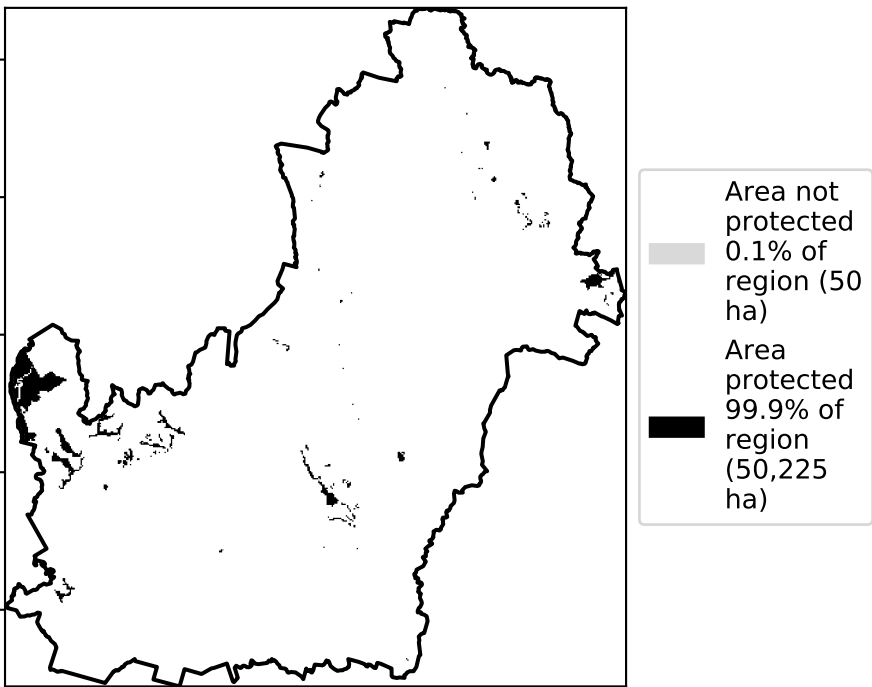 Area not
protected
0.1% of
region (50
ha)
Area
protected
99.9% of
region
(50,225
ha)